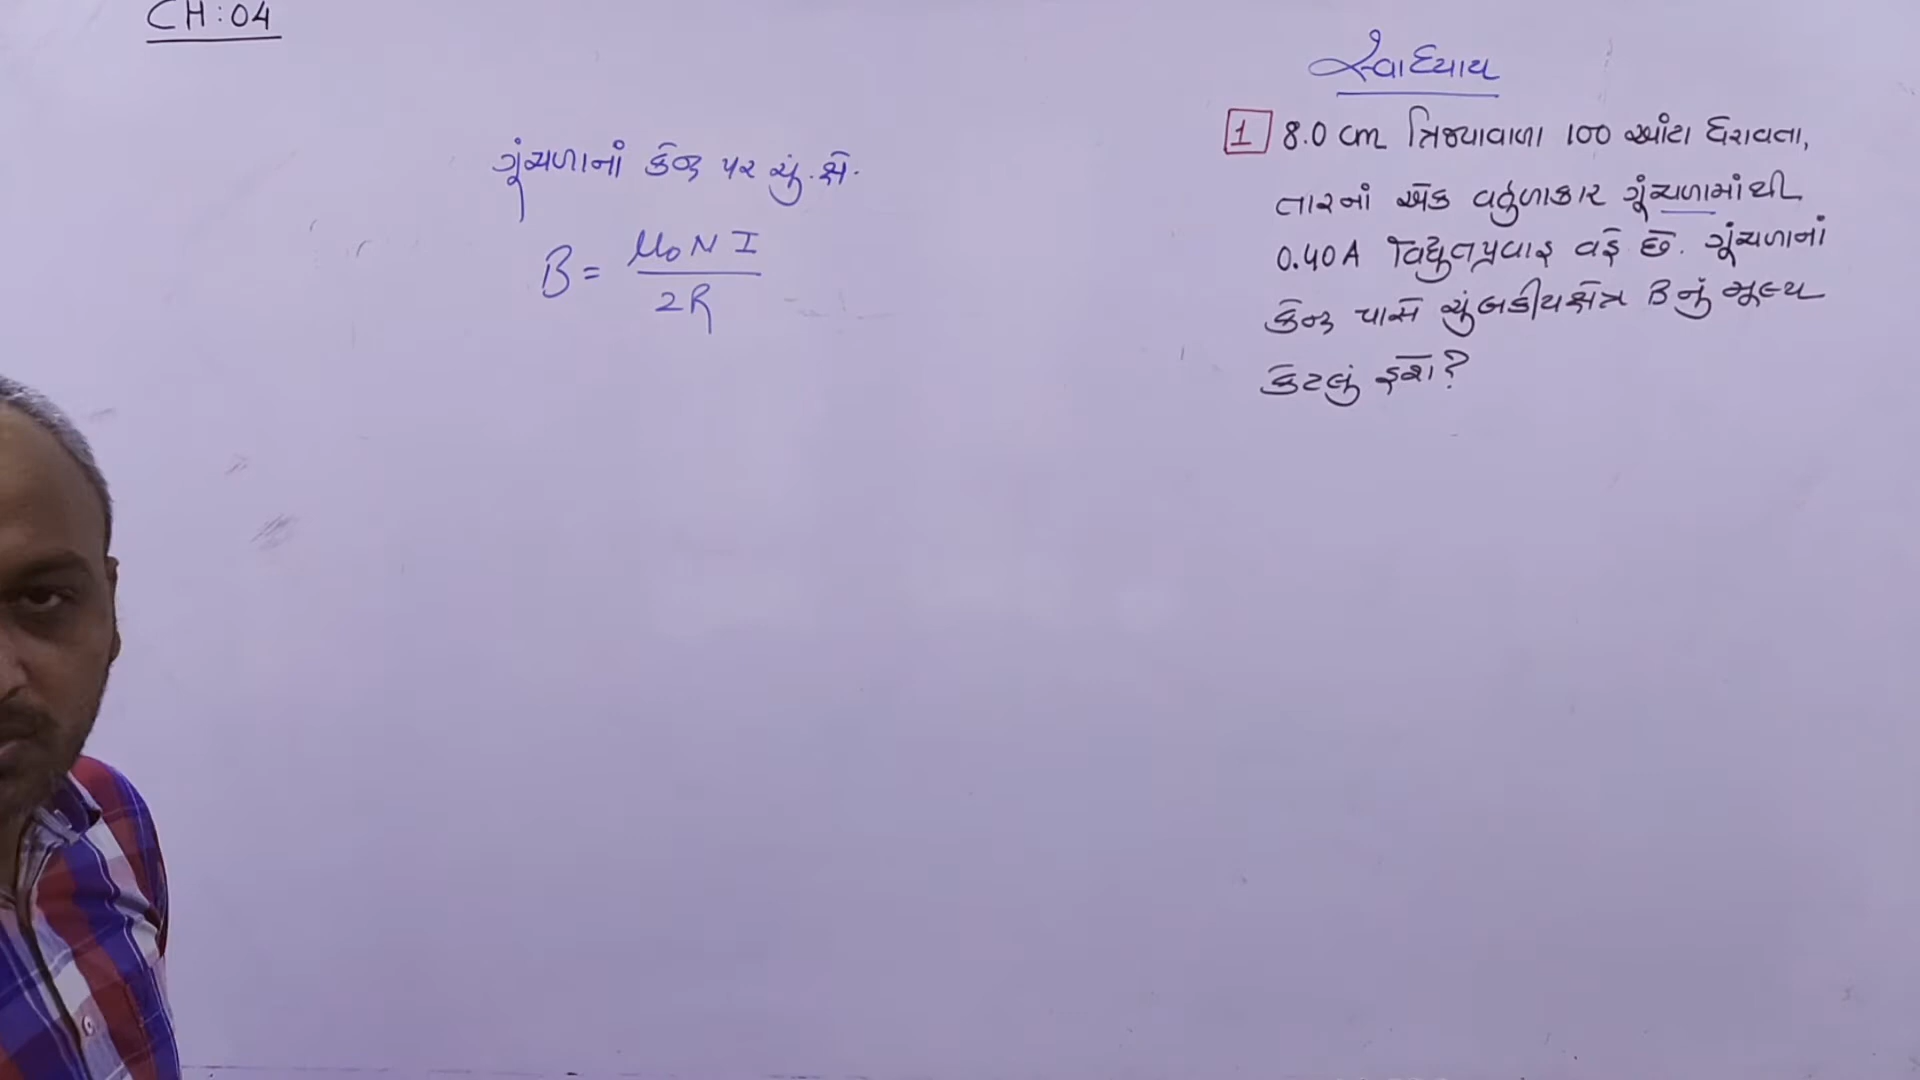 CH:04
ગૂંચળાનાં કેન્દ્ર પર ચું.ક્ષે.
B = μ₀NI / 2R
સ્વાધ્યાય
1 8.0 cm ત્રિજ્યાવાળા 100 આંટા ધરાવતા,
તારનાં એક વર્તુળાકાર ગૂંચળામાંથી
0.40A વિદ્યુતપ્રવાહ વહે છે. ગૂંચળાનાં
કેન્દ્ર પાસે ચુંબકીયક્ષેત્ર B નું મૂલ્ય
કેટલું હશે?